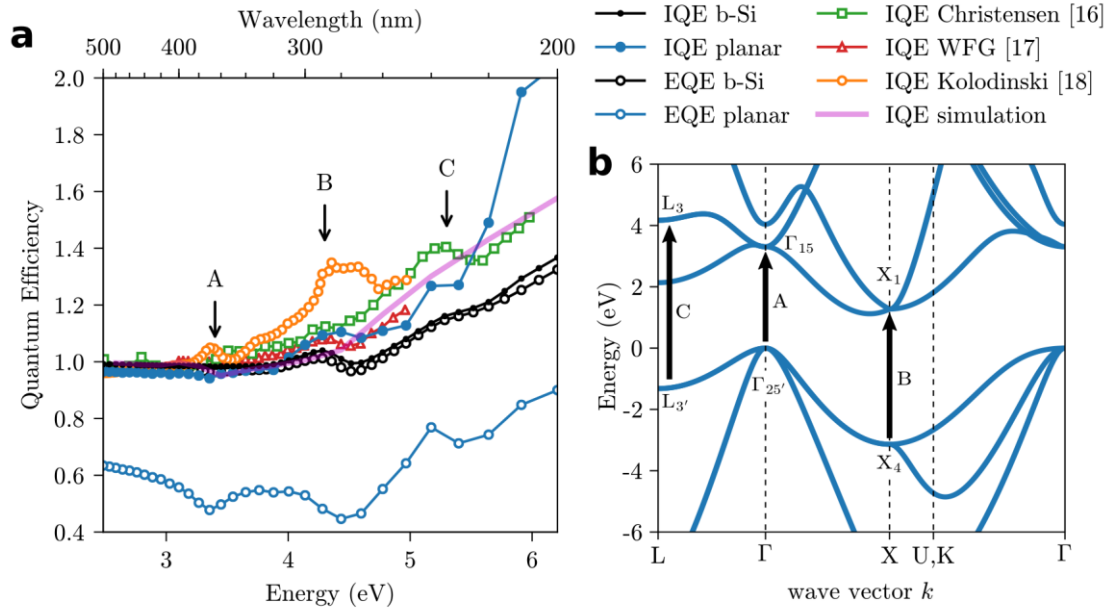 a
Wavelength (nm)
500 400 360 280 200
Quantum Efficiency
2.0
1.8
1.6
1.4
1.2
1.0
0.8
0.6
0.4
A
B
C
3 4 5 6
Energy (eV)
IQE b-Si
IQE planar
EQE b-Si
EQE planar
IQE Christensen [16]
IQE WFG [17]
IQE Kolodinski [18]
IQE simulation
b
Energy (eV)
6
4
2
0
-2
-4
-6
L₃
Γ₁₅
X₁
C
A
B
L₃′
Γ₂₅′
X₄
L Γ X U,K Γ
wave vector k